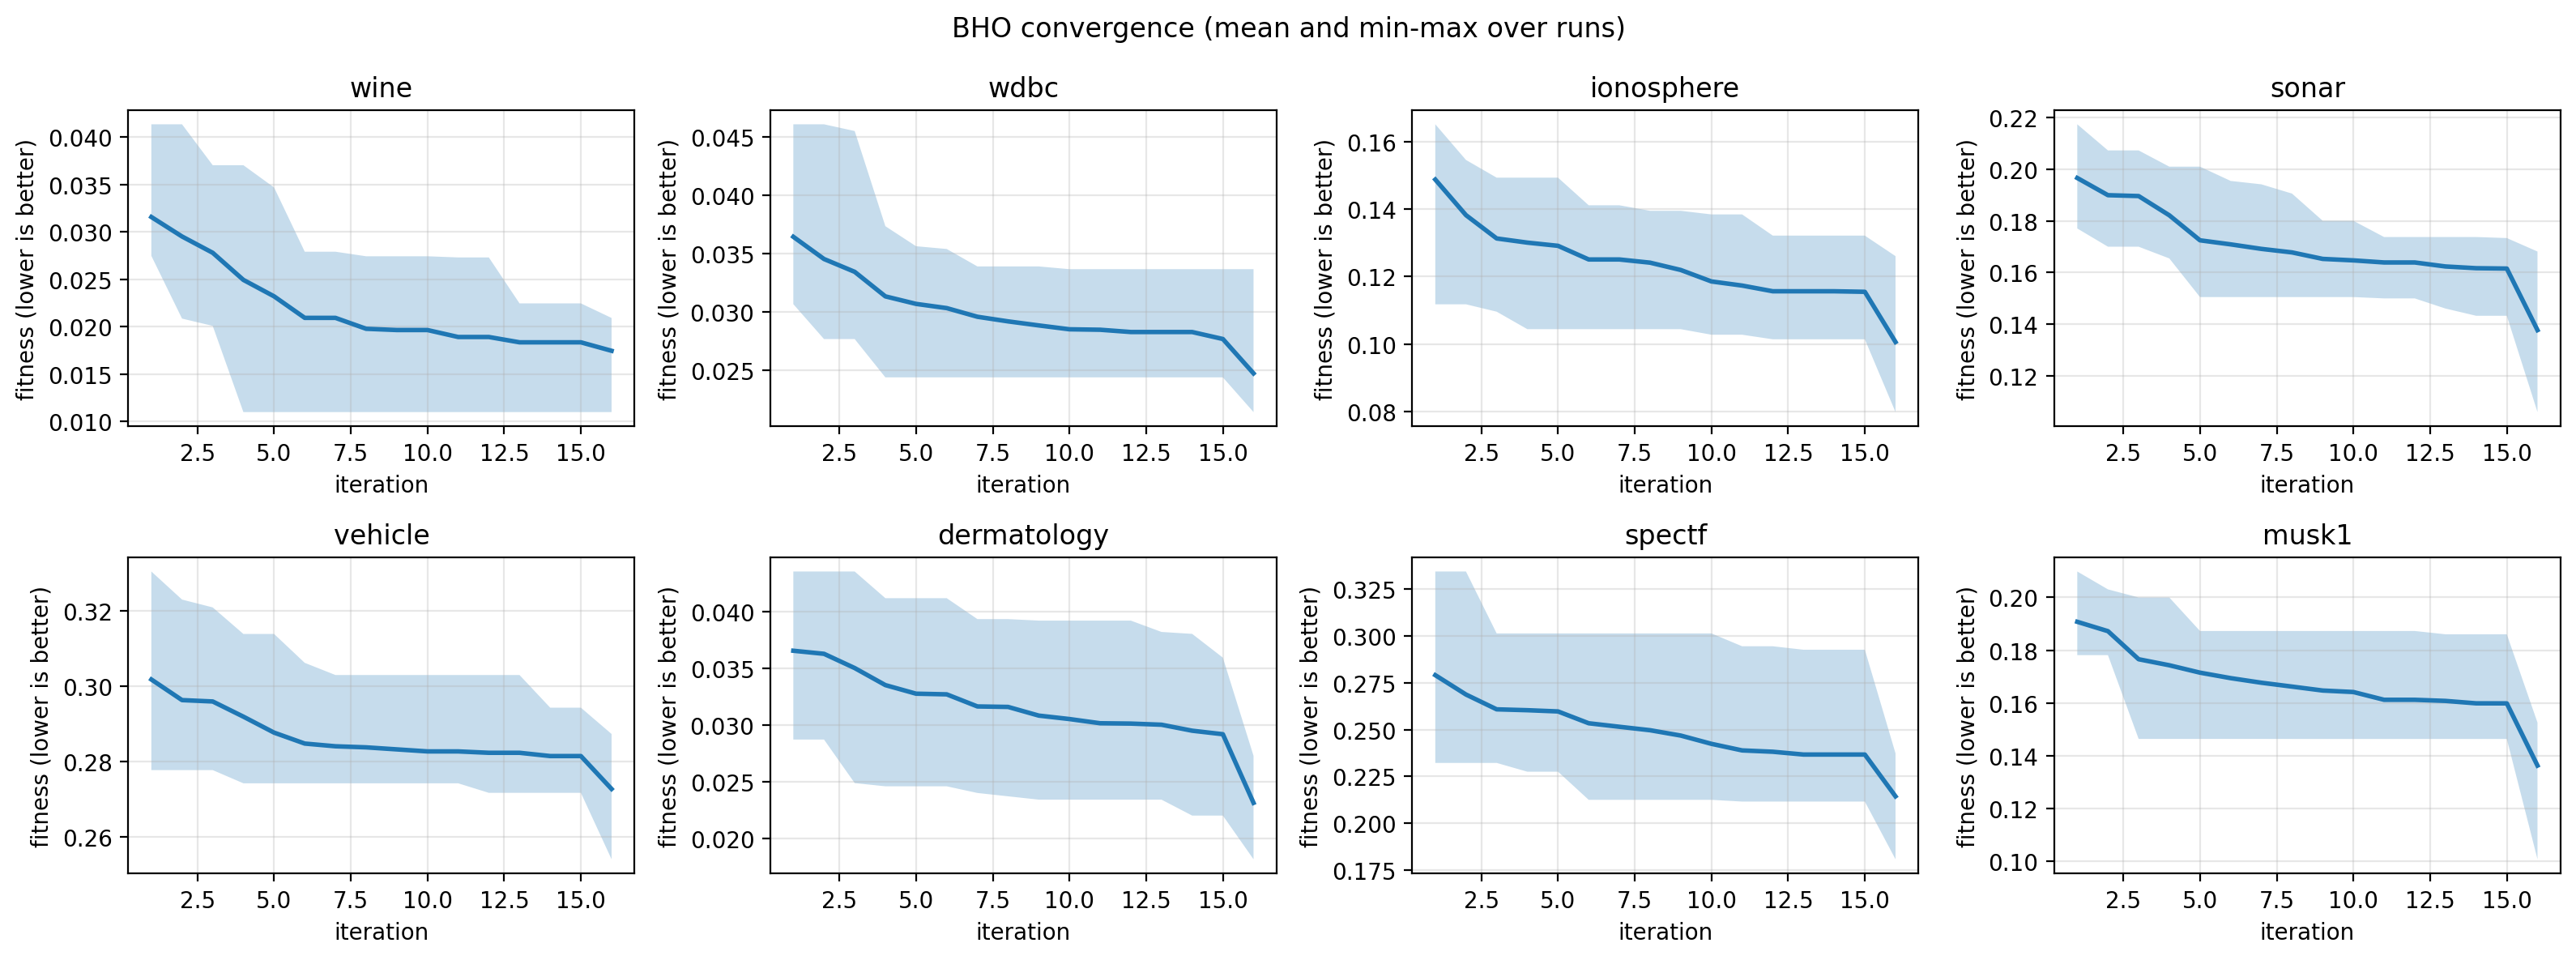 BHO convergence (mean and min-max over runs)
wine
fitness (lower is better)
0.040
0.035
0.030
0.025
0.020
0.015
0.010
2.5 5.0 7.5 10.0 12.5 15.0
iteration
wdbc
fitness (lower is better)
0.045
0.040
0.035
0.030
0.025
2.5 5.0 7.5 10.0 12.5 15.0
iteration
ionosphere
fitness (lower is better)
0.16
0.14
0.12
0.10
0.08
2.5 5.0 7.5 10.0 12.5 15.0
iteration
sonar
fitness (lower is better)
0.22
0.20
0.18
0.16
0.14
0.12
2.5 5.0 7.5 10.0 12.5 15.0
iteration
vehicle
fitness (lower is better)
0.32
0.30
0.28
0.26
2.5 5.0 7.5 10.0 12.5 15.0
iteration
dermatology
fitness (lower is better)
0.040
0.035
0.030
0.025
0.020
2.5 5.0 7.5 10.0 12.5 15.0
iteration
spectf
fitness (lower is better)
0.325
0.300
0.275
0.250
0.225
0.200
0.175
2.5 5.0 7.5 10.0 12.5 15.0
iteration
musk1
fitness (lower is better)
0.20
0.18
0.16
0.14
0.12
0.10
2.5 5.0 7.5 10.0 12.5 15.0
iteration